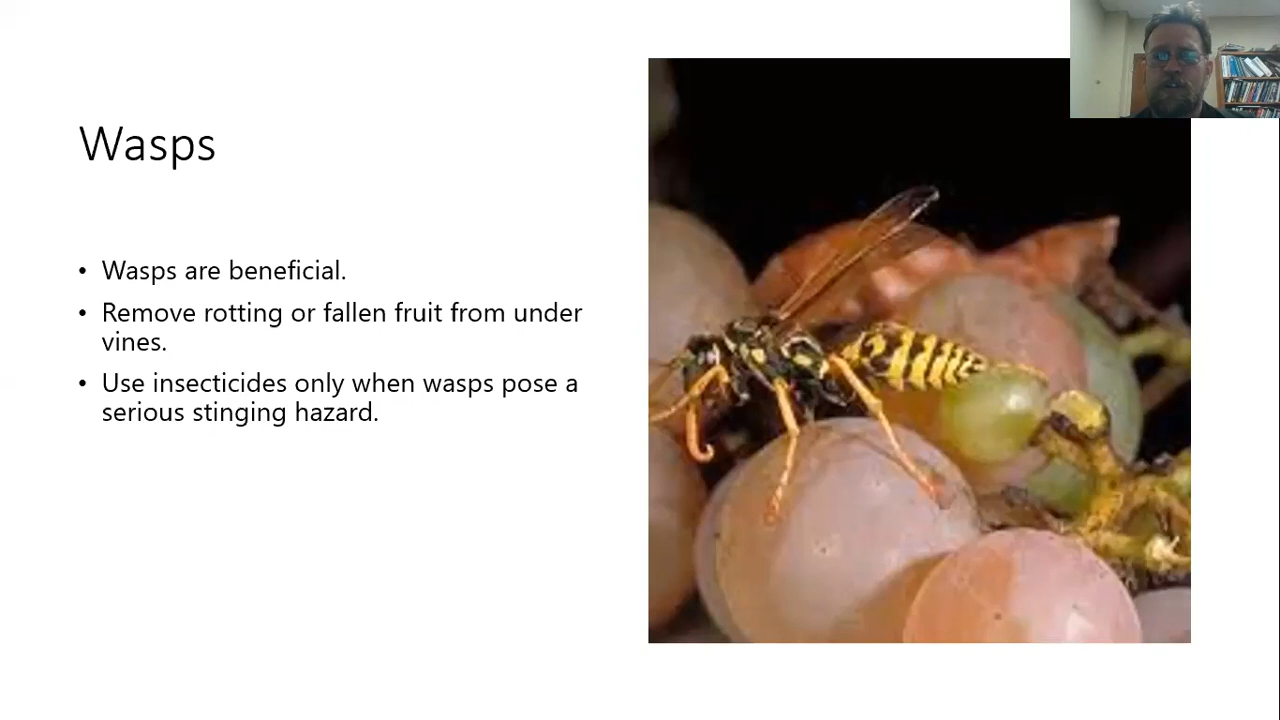 Wasps
• Wasps are beneficial.
• Remove rotting or fallen fruit from under
vines.
• Use insecticides only when wasps pose a
serious stinging hazard.